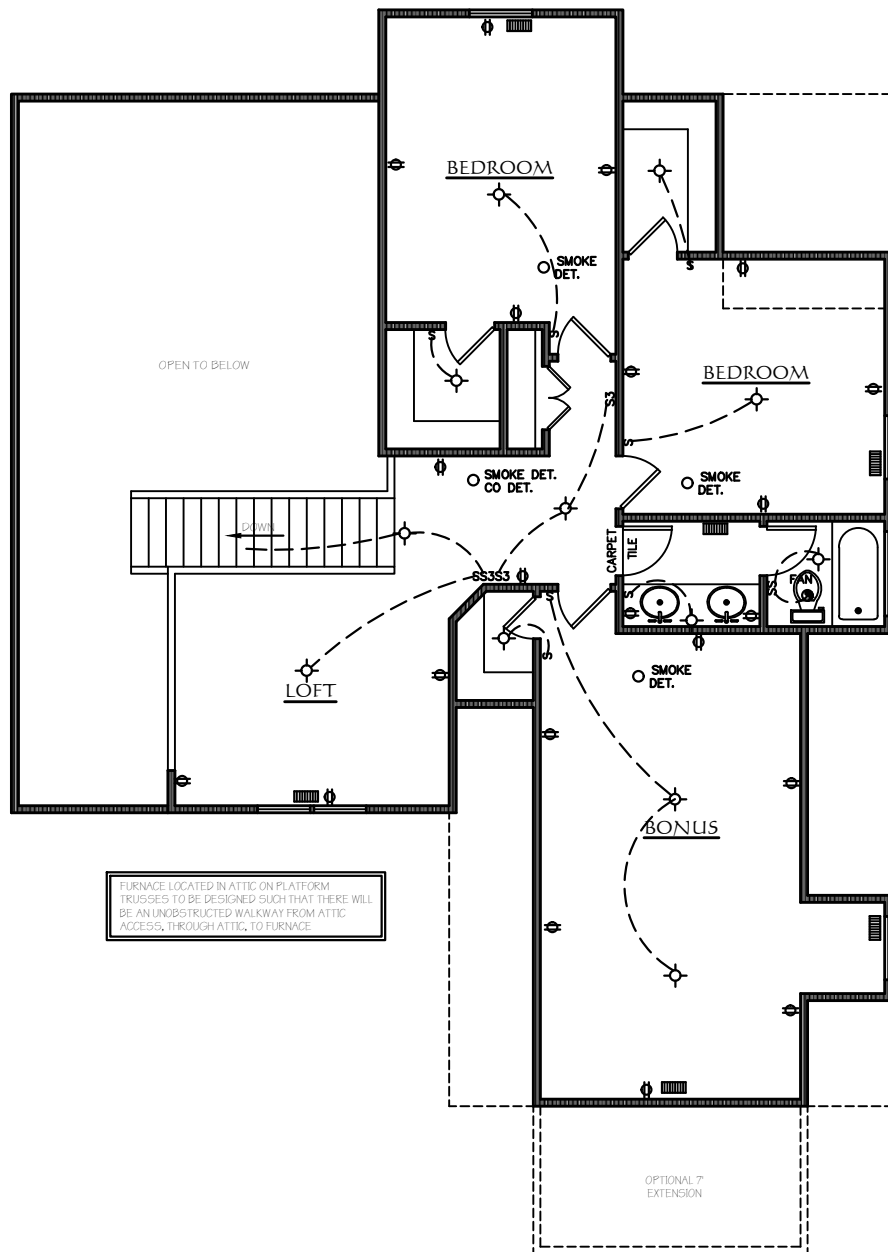 BEDROOM
SMOKE
DET.
S
S
S
OPEN TO BELOW
BEDROOM
S3
S
SMOKE DET.
CO DET.
SMOKE
DET.
DOWN
CARPET
TILE
FAN
SS
SS3S3
S
S
S
SMOKE
DET.
LOFT
BONUS
FURNACE LOCATED IN ATTIC ON PLATFORM
TRUSSES TO BE DESIGNED SUCH THAT THERE WILL
BE AN UNOBSTRUCTED WALKWAY FROM ATTIC
ACCESS, THROUGH ATTIC, TO FURNACE
OPTIONAL 7'
EXTENSION